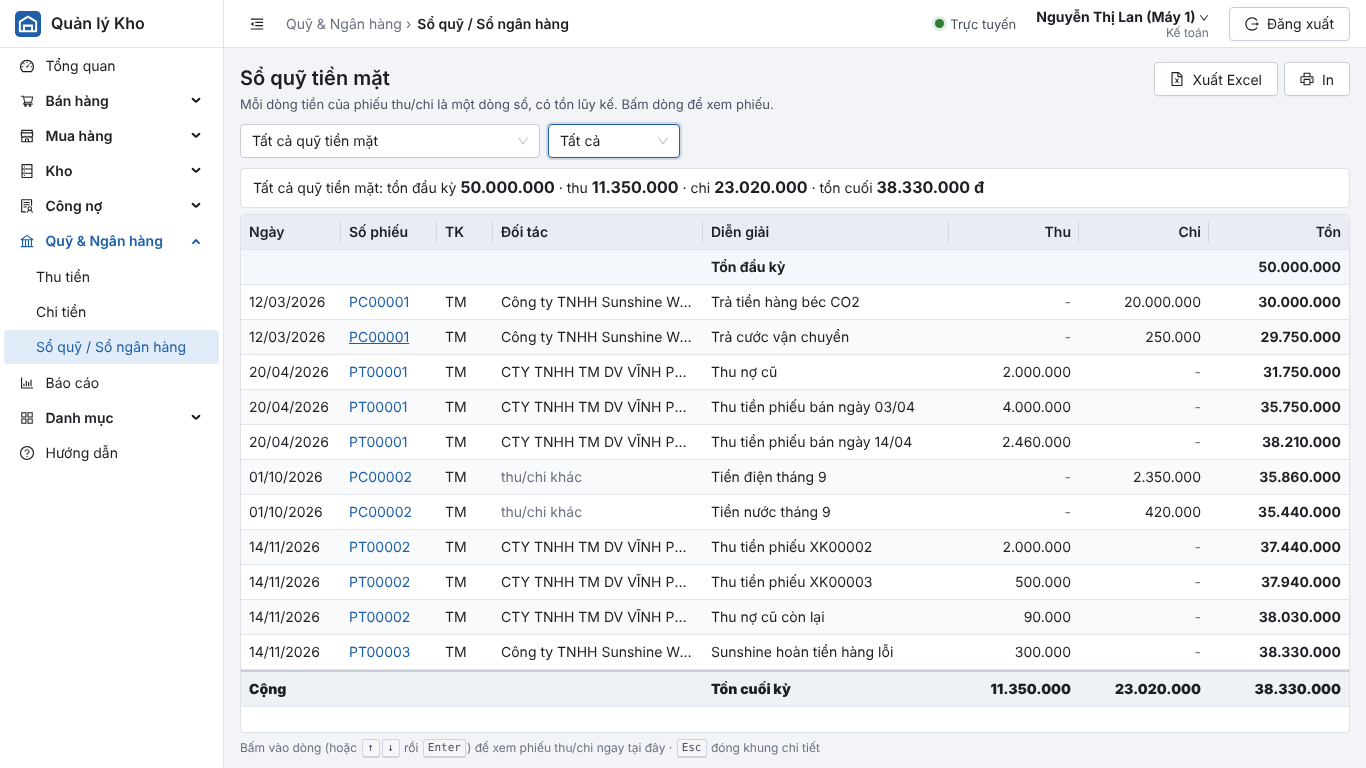 Quản lý Kho
Quỹ & Ngân hàng › Sổ quỹ / Sổ ngân hàng
Trực tuyến
Nguyễn Thị Lan (Máy 1)
Kế toán
Đăng xuất
Tổng quan
Bán hàng
Mua hàng
Kho
Công nợ
Quỹ & Ngân hàng
Thu tiền
Chi tiền
Sổ quỹ / Sổ ngân hàng
Báo cáo
Danh mục
Hướng dẫn
Sổ quỹ tiền mặt
Mỗi dòng tiền của phiếu thu/chi là một dòng sổ, có tồn lũy kế. Bấm dòng để xem phiếu.
Xuất Excel
In
Tất cả quỹ tiền mặt
Tất cả
Tất cả quỹ tiền mặt: tồn đầu kỳ 50.000.000 · thu 11.350.000 · chi 23.020.000 · tồn cuối 38.330.000 đ
Ngày Số phiếu TK Đối tác Diễn giải Thu Chi Tồn
Tồn đầu kỳ 50.000.000
12/03/2026 PC00001 TM Công ty TNHH Sunshine W... Trả tiền hàng béc CO2 - 20.000.000 30.000.000
12/03/2026 PC00001 TM Công ty TNHH Sunshine W... Trả cước vận chuyển - 250.000 29.750.000
20/04/2026 PT00001 TM CTY TNHH TM DV VĨNH P... Thu nợ cũ 2.000.000 - 31.750.000
20/04/2026 PT00001 TM CTY TNHH TM DV VĨNH P... Thu tiền phiếu bán ngày 03/04 4.000.000 - 35.750.000
20/04/2026 PT00001 TM CTY TNHH TM DV VĨNH P... Thu tiền phiếu bán ngày 14/04 2.460.000 - 38.210.000
01/10/2026 PC00002 TM thu/chi khác Tiền điện tháng 9 - 2.350.000 35.860.000
01/10/2026 PC00002 TM thu/chi khác Tiền nước tháng 9 - 420.000 35.440.000
14/11/2026 PT00002 TM CTY TNHH TM DV VĨNH P... Thu tiền phiếu XK00002 2.000.000 - 37.440.000
14/11/2026 PT00002 TM CTY TNHH TM DV VĨNH P... Thu tiền phiếu XK00003 500.000 - 37.940.000
14/11/2026 PT00002 TM CTY TNHH TM DV VĨNH P... Thu nợ cũ còn lại 90.000 - 38.030.000
14/11/2026 PT00003 TM Công ty TNHH Sunshine W... Sunshine hoàn tiền hàng lỗi 300.000 - 38.330.000
Cộng Tồn cuối kỳ 11.350.000 23.020.000 38.330.000
Bấm vào dòng (hoặc ↑ ↓ rồi Enter ) để xem phiếu thu/chi ngay tại đây · Esc đóng khung chi tiết